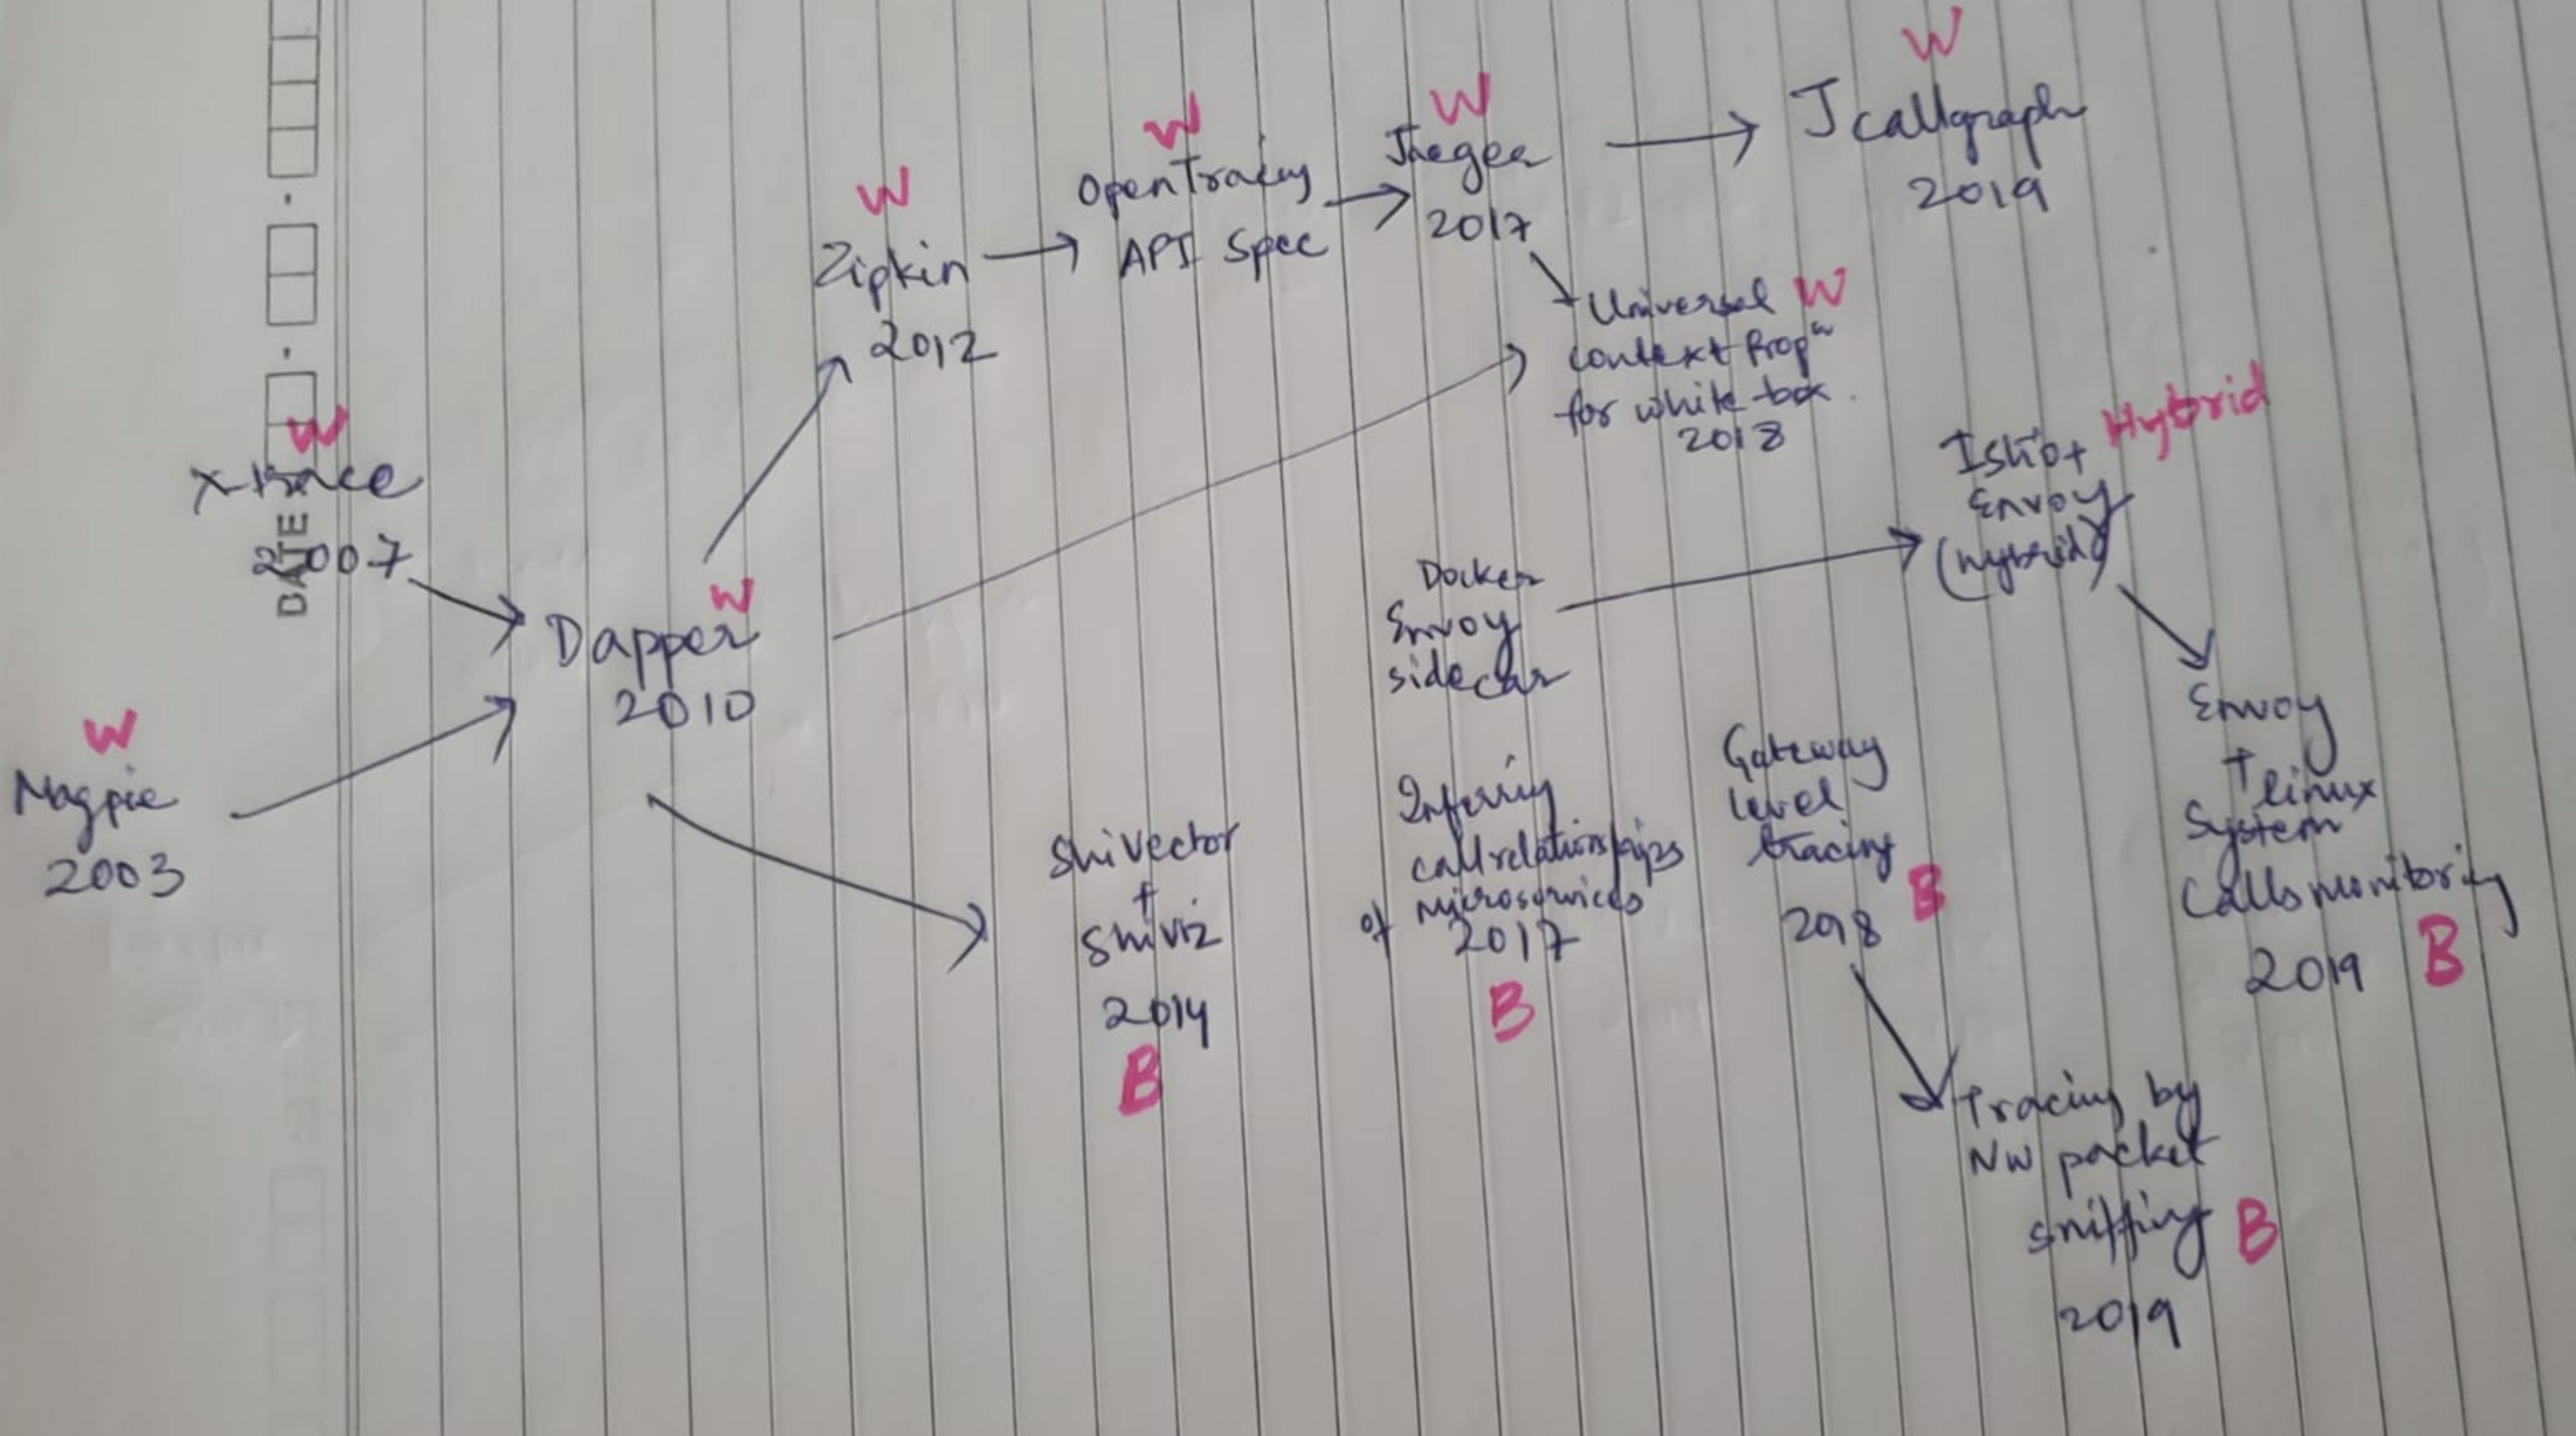 W
X-trace
2007
DATE
W
Magpie
2003
W
Dapper
2010
W
Zipkin
2012
W
OpenTracing
API Spec
W
Jaeger
2017
W
Jcallgraph
2019
Universal W
context Propⁿ
for white box
2018
Docker
Envoy
sidecar
Istio+ Hybrid
Envoy
(Hybrid)
Envoy
+ linux
System
Calls monitoring
2019 B
Shivector
+
Shiviz
2014
B
Inferring
call relationships
of microservices
2017
B
Gateway
level
tracing
B
2018
Tracing by
NW packet
sniffing B
2019